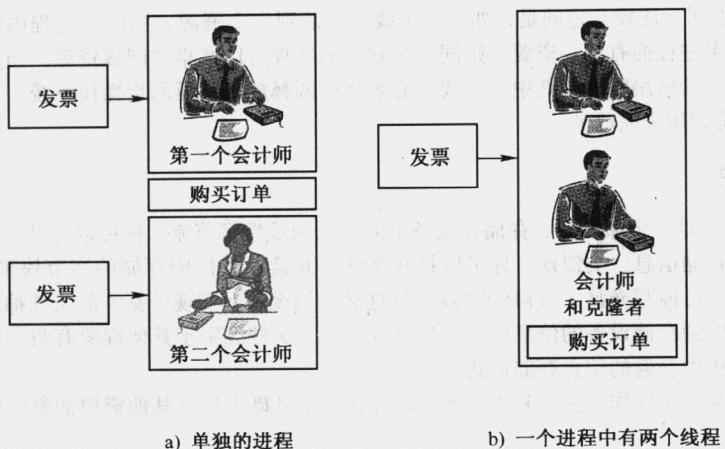 发票
第一个会计师
购买订单
发票
第二个会计师
a) 单独的进程
发票
会计师
和克隆者
购买订单
b) 一个进程中有两个线程